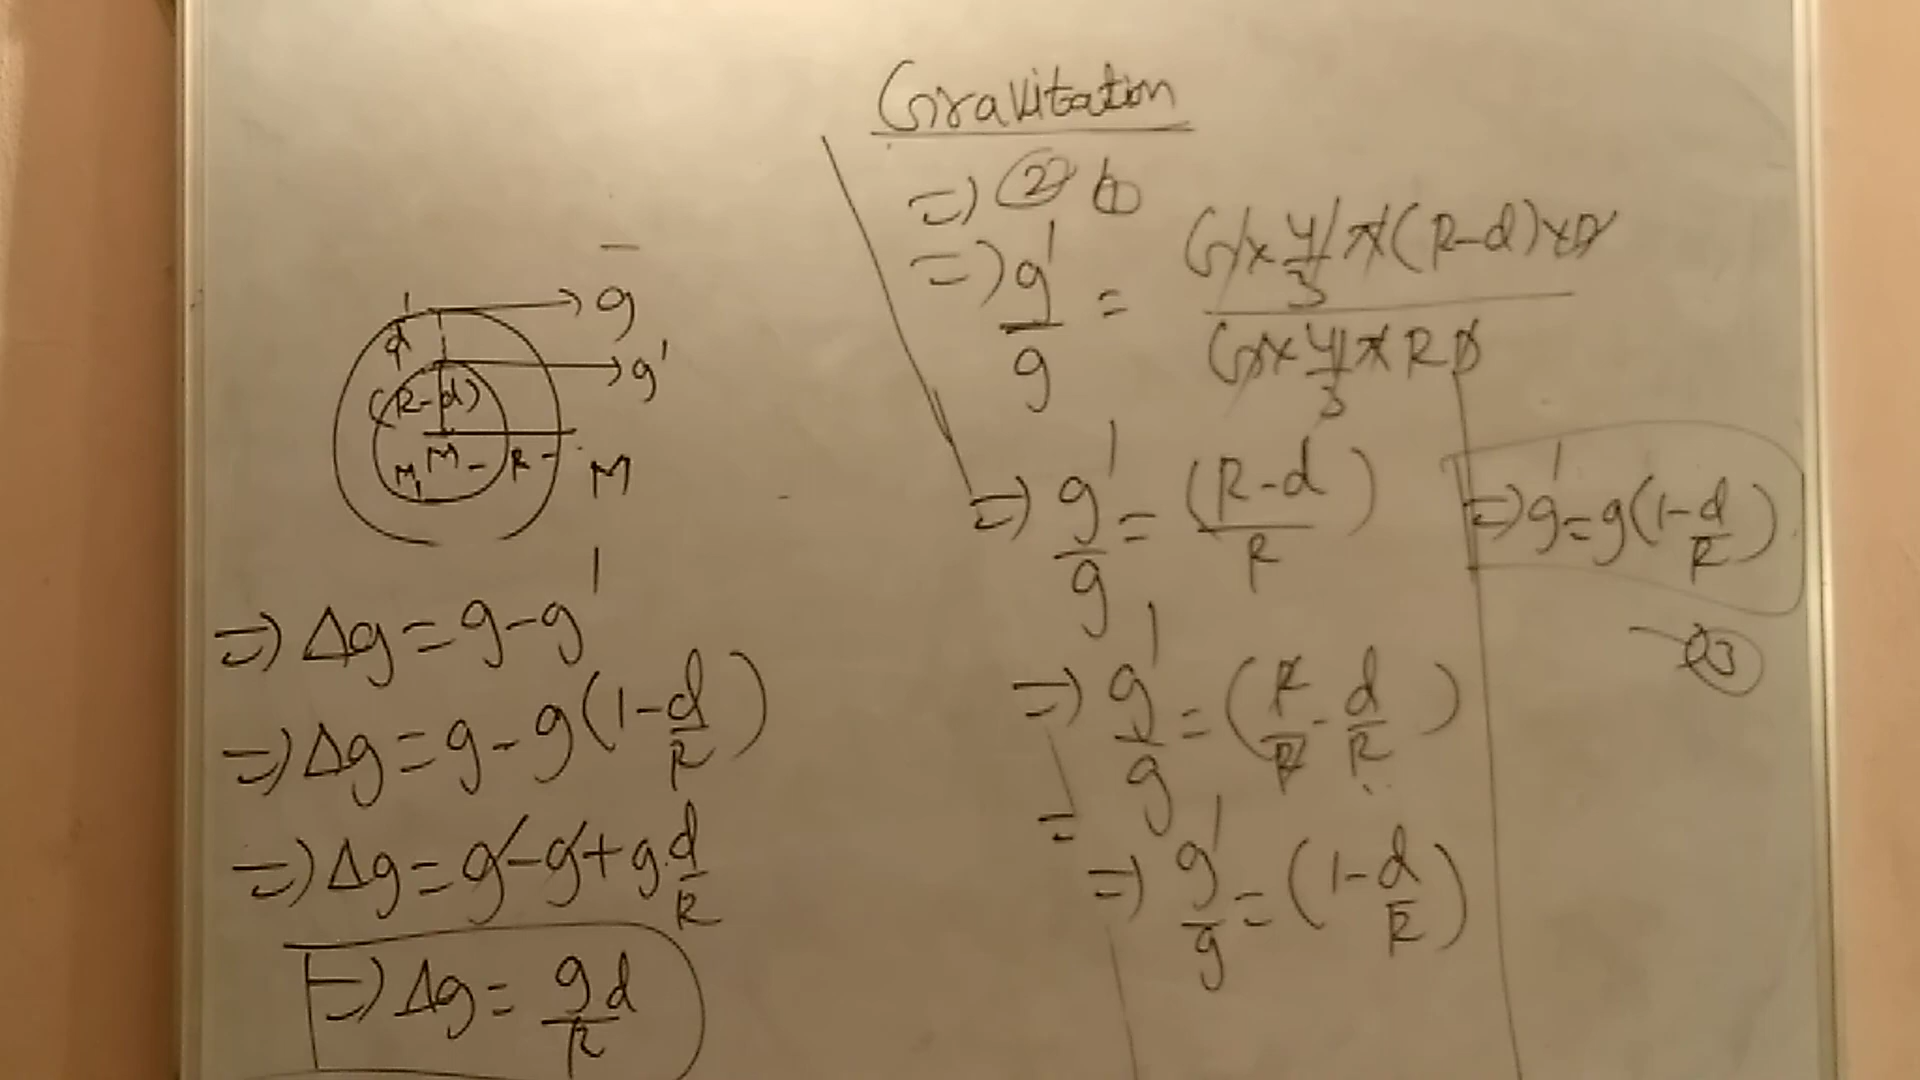 Gravitation
⇒ ② ÷ ①
⇒ g'/g = G × 4/3 π (R-d) × D / G × 4/3 π R D
⇒ g'/g = (R-d / R)
⇒ g'/g = (R/R - d/R)
=
⇒ g'/g = (1 - d/R)
⇒ g' = g(1 - d/R)
— ③
g
d
g'
(R-d)
M₁ M - R - M
⇒ Δg = g - g'
⇒ Δg = g - g(1 - d/R)
⇒ Δg = g - g + g.d/R
⇒ Δg = gd/R